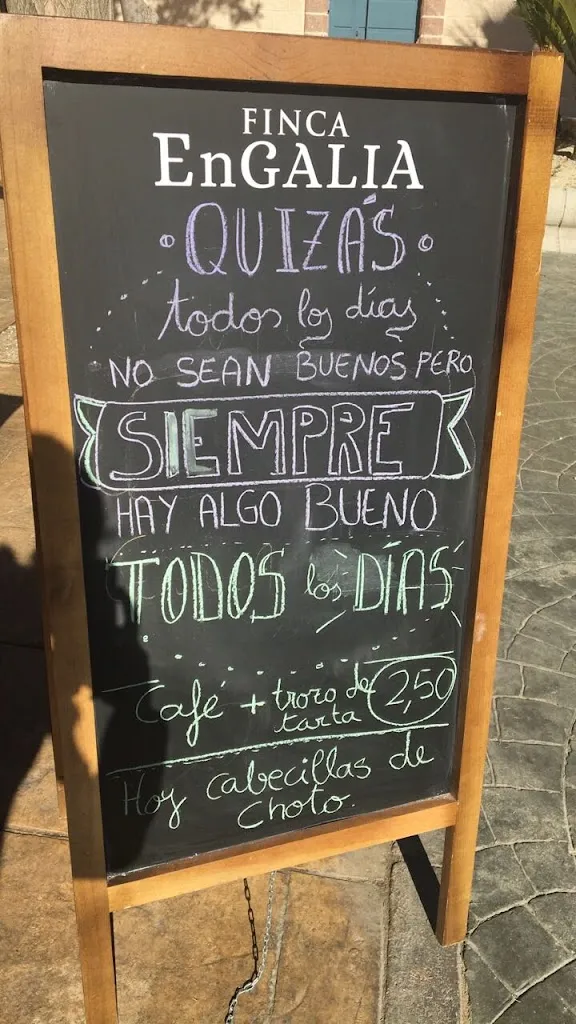 FINCA
EnGALIA
·QUIZÁS·
todos los días
NO SEAN BUENOS PERO
SIEMPRE
HAY ALGO BUENO
TODOS los DÍAS
Café + trozo de tarta 2,50
Hoy cabecillas de
choto.